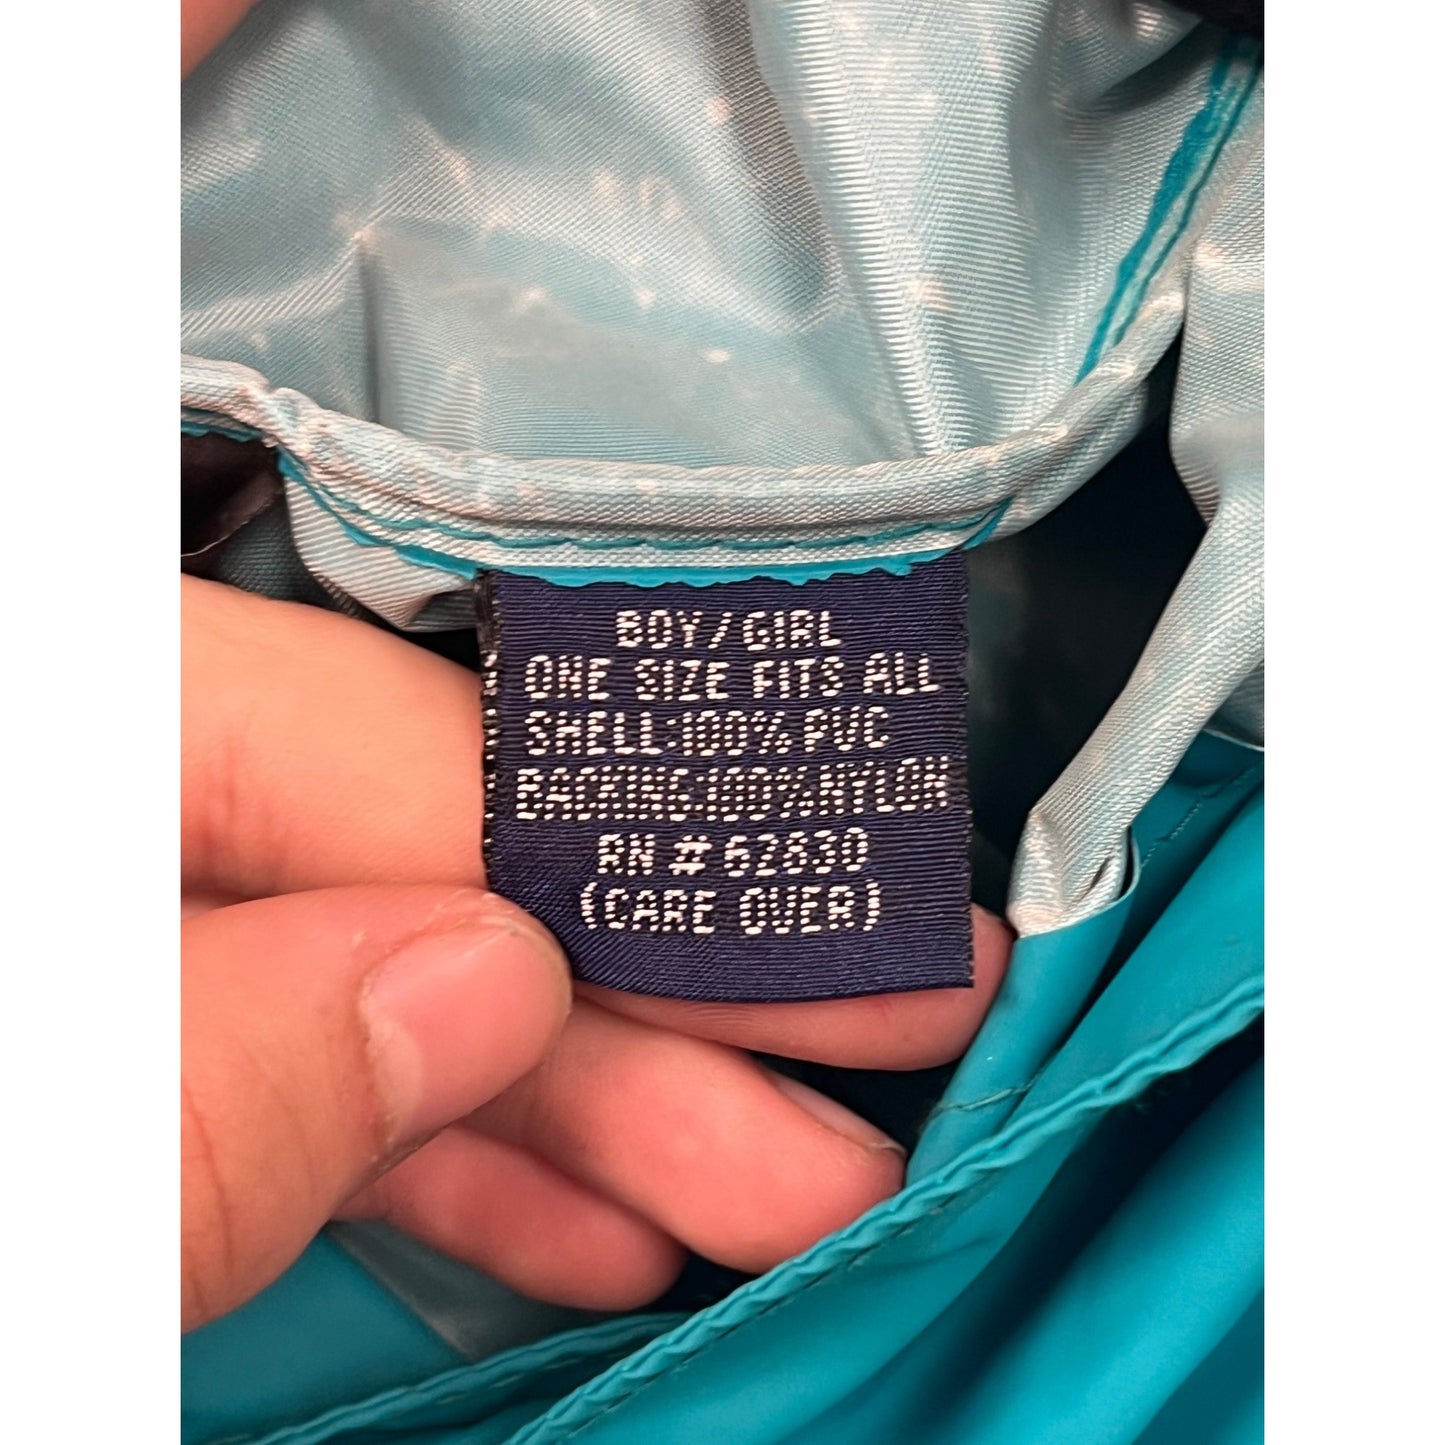 BOY/GIRL
ONE SIZE FITS ALL
SHELL:100% PVC
BACKING:100%NYLON
RN # 62830
(CARE OVER)